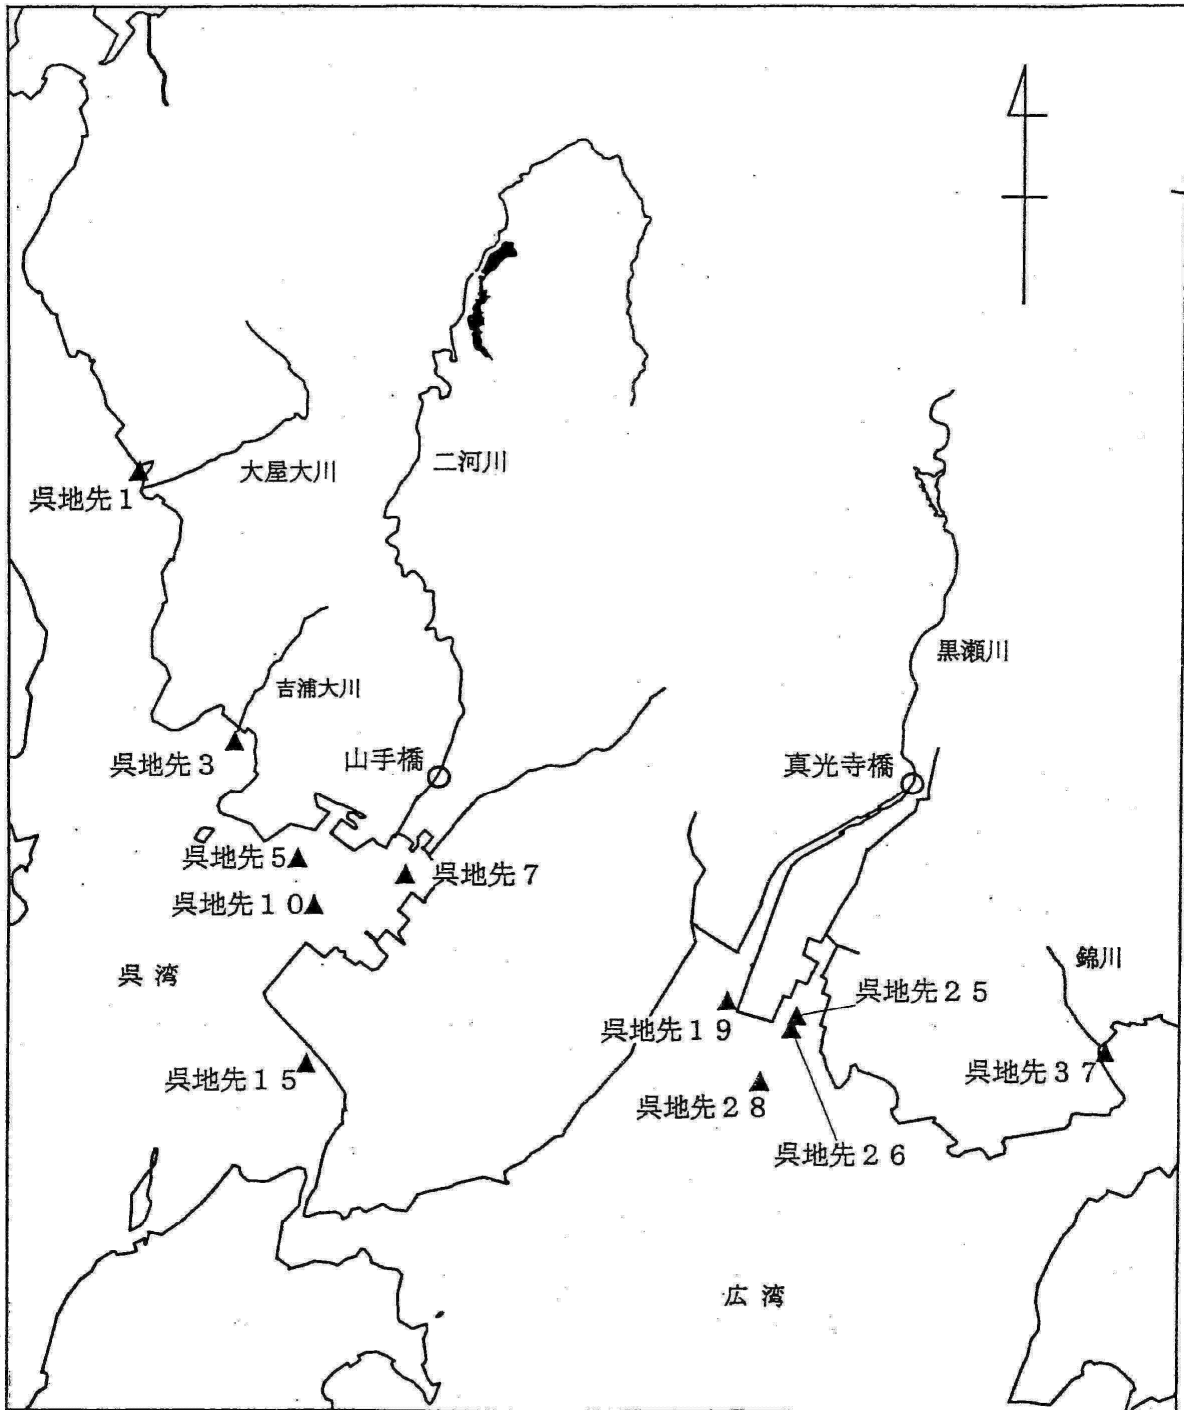 大屋大川
二河川
呉地先１
黒瀬川
吉浦大川
山手橋
呉地先３
真光寺橋
呉地先５
呉地先７
呉地先１０
呉湾
錦川
呉地先２５
呉地先１９
呉地先３７
呉地先１５
呉地先２８
呉地先２６
広湾